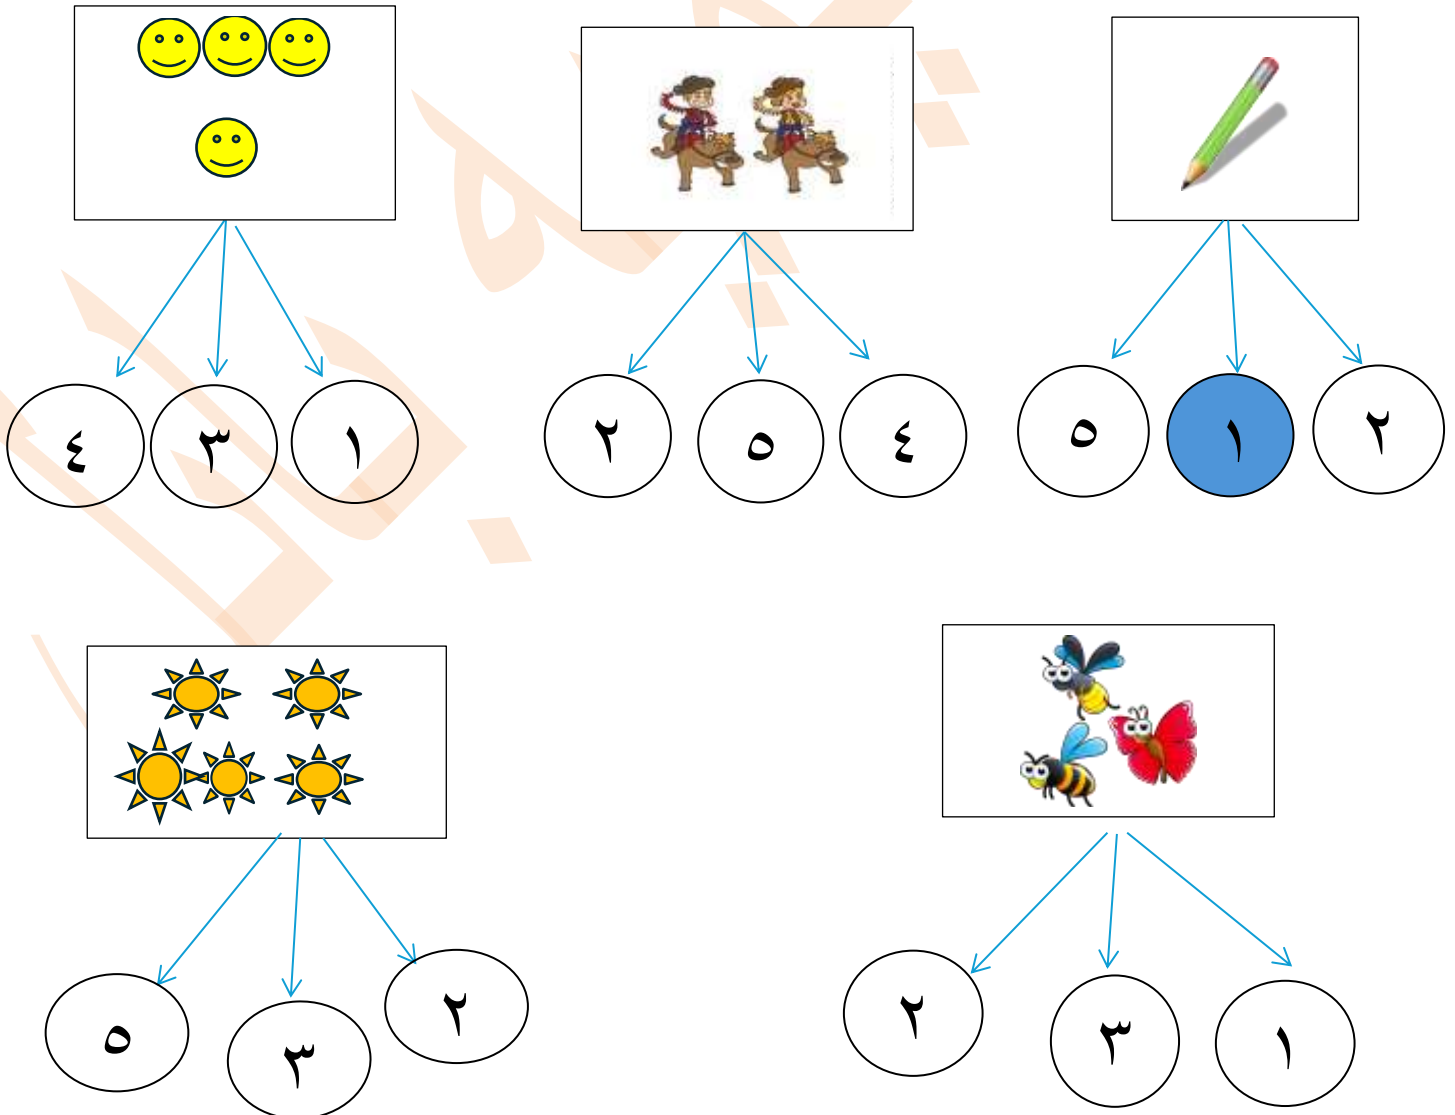 ٢ ١ ٥
٤ ٥ ٢
١ ٣ ٤
١ ٣ ٢
٢ ٣ ٥